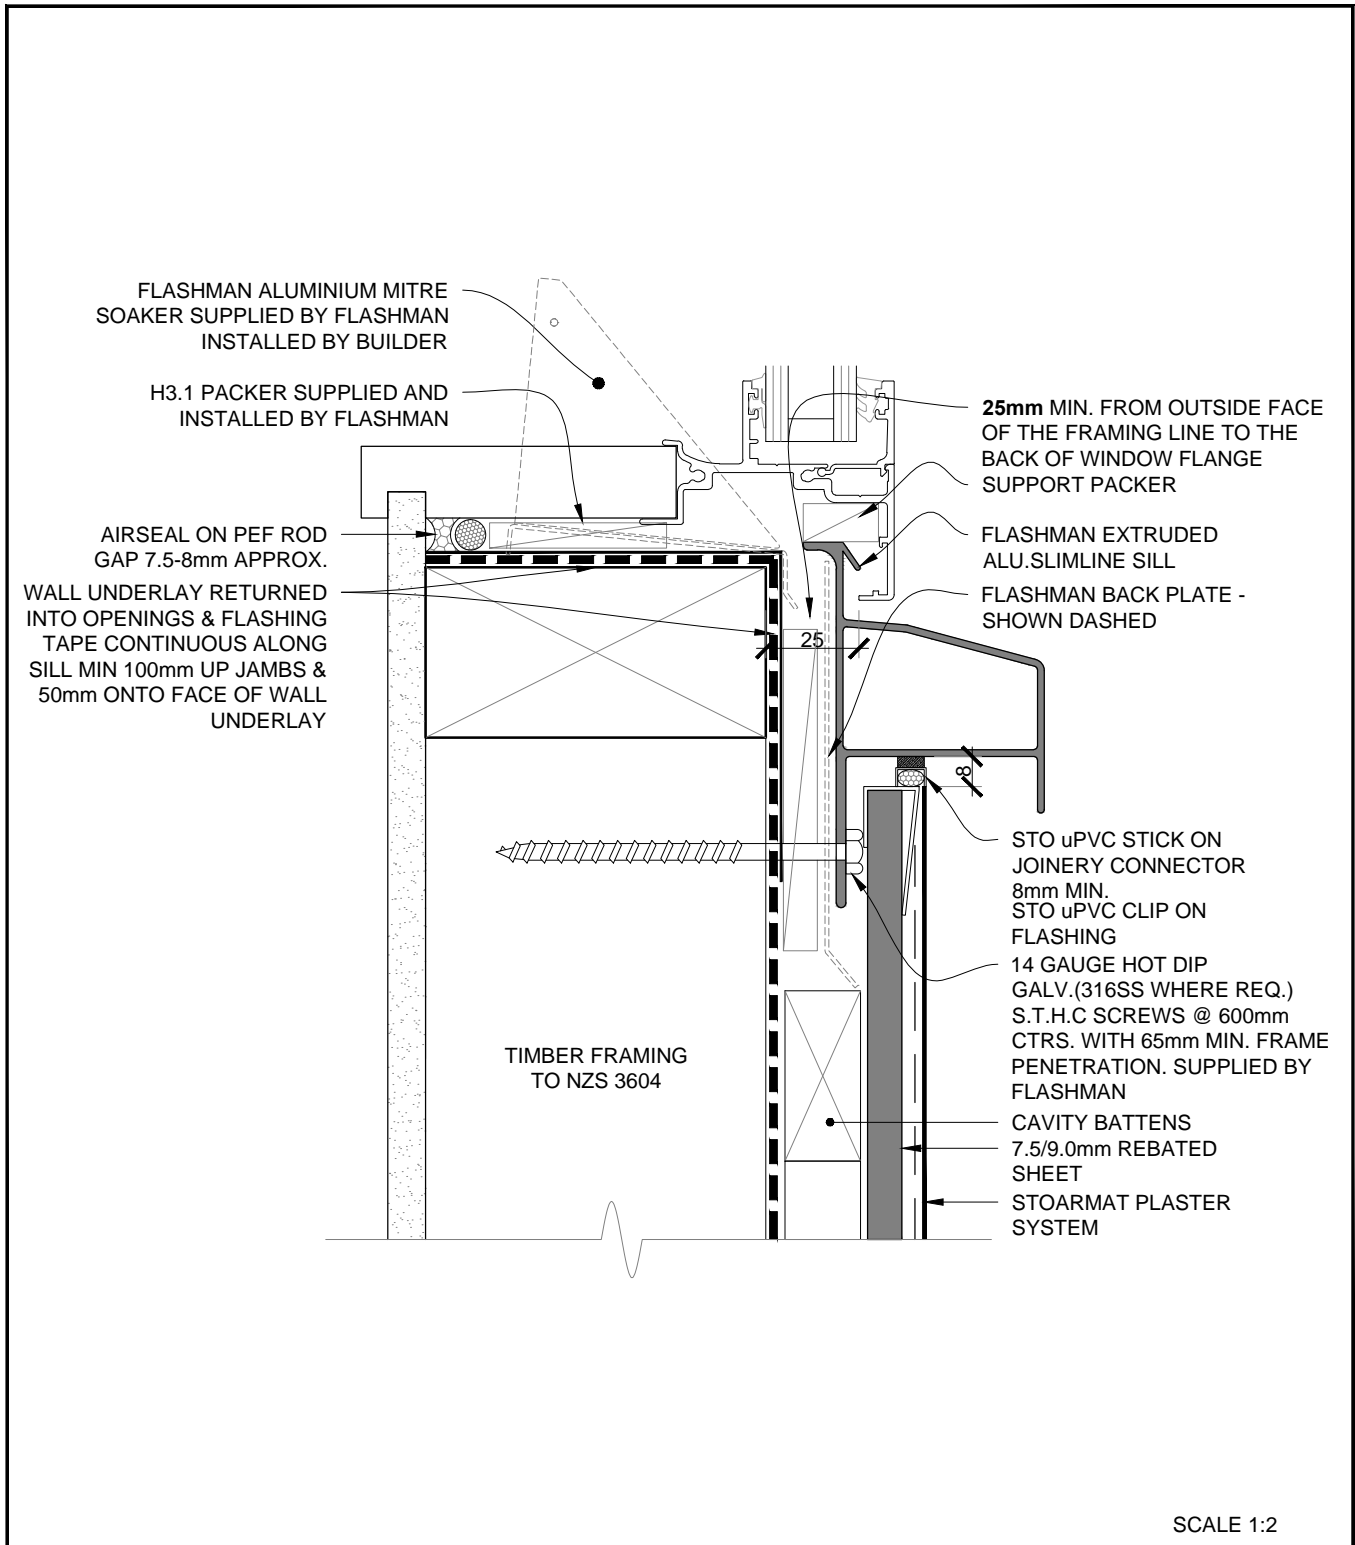 FLASHMAN ALUMINIUM MITRE
SOAKER SUPPLIED BY FLASHMAN
INSTALLED BY BUILDER
H3.1 PACKER SUPPLIED AND
INSTALLED BY FLASHMAN
AIRSEAL ON PEF ROD
GAP 7.5-8mm APPROX.
WALL UNDERLAY RETURNED
INTO OPENINGS & FLASHING
TAPE CONTINUOUS ALONG
SILL MIN 100mm UP JAMBS &
50mm ONTO FACE OF WALL
UNDERLAY
TIMBER FRAMING
TO NZS 3604
25
8
25mm MIN. FROM OUTSIDE FACE
OF THE FRAMING LINE TO THE
BACK OF WINDOW FLANGE
SUPPORT PACKER
FLASHMAN EXTRUDED
ALU.SLIMLINE SILL
FLASHMAN BACK PLATE -
SHOWN DASHED
STO uPVC STICK ON
JOINERY CONNECTOR
8mm MIN.
STO uPVC CLIP ON
FLASHING
14 GAUGE HOT DIP
GALV.(316SS WHERE REQ.)
S.T.H.C SCREWS @ 600mm
CTRS. WITH 65mm MIN. FRAME
PENETRATION. SUPPLIED BY
FLASHMAN
CAVITY BATTENS
7.5/9.0mm REBATED
SHEET
STOARMAT PLASTER
SYSTEM
SCALE 1:2